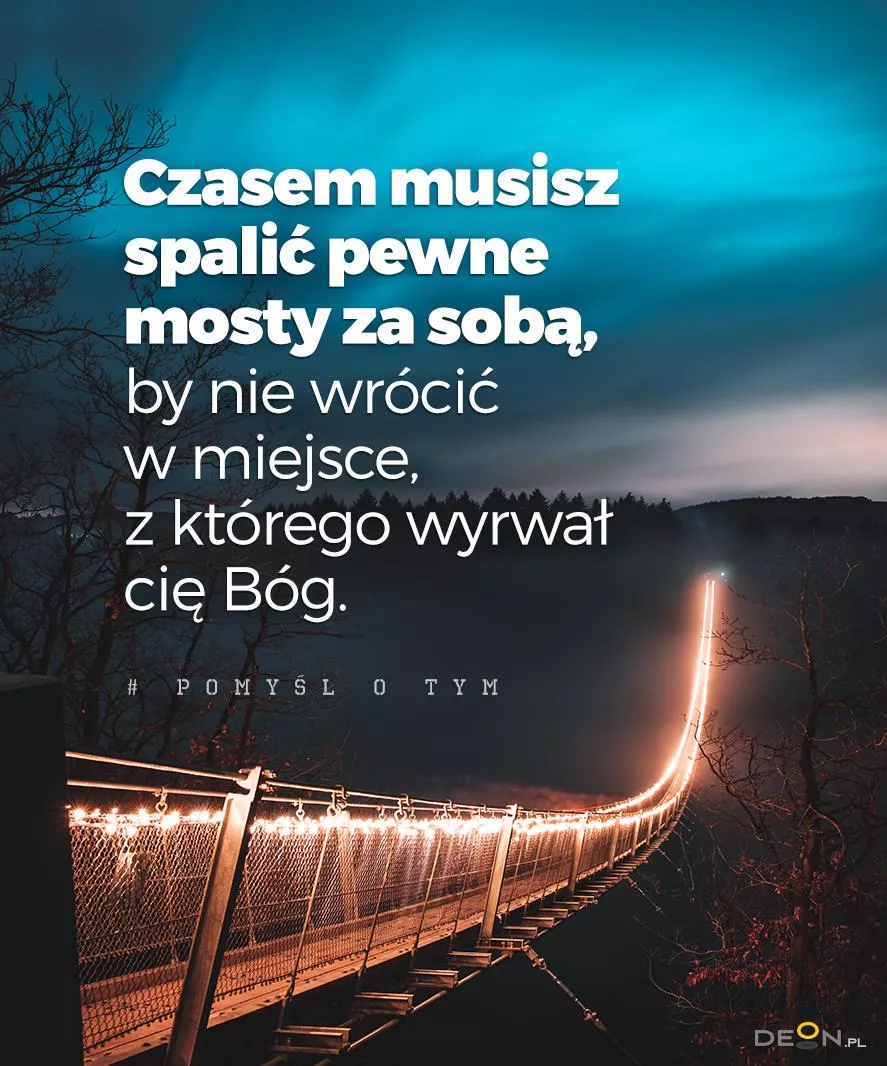 Czasem musisz
spalić pewne
mosty za sobą,
by nie wrócić
w miejsce,
z którego wyrwał
cię Bóg.
# POMYŚL O TYM
DEON.PL